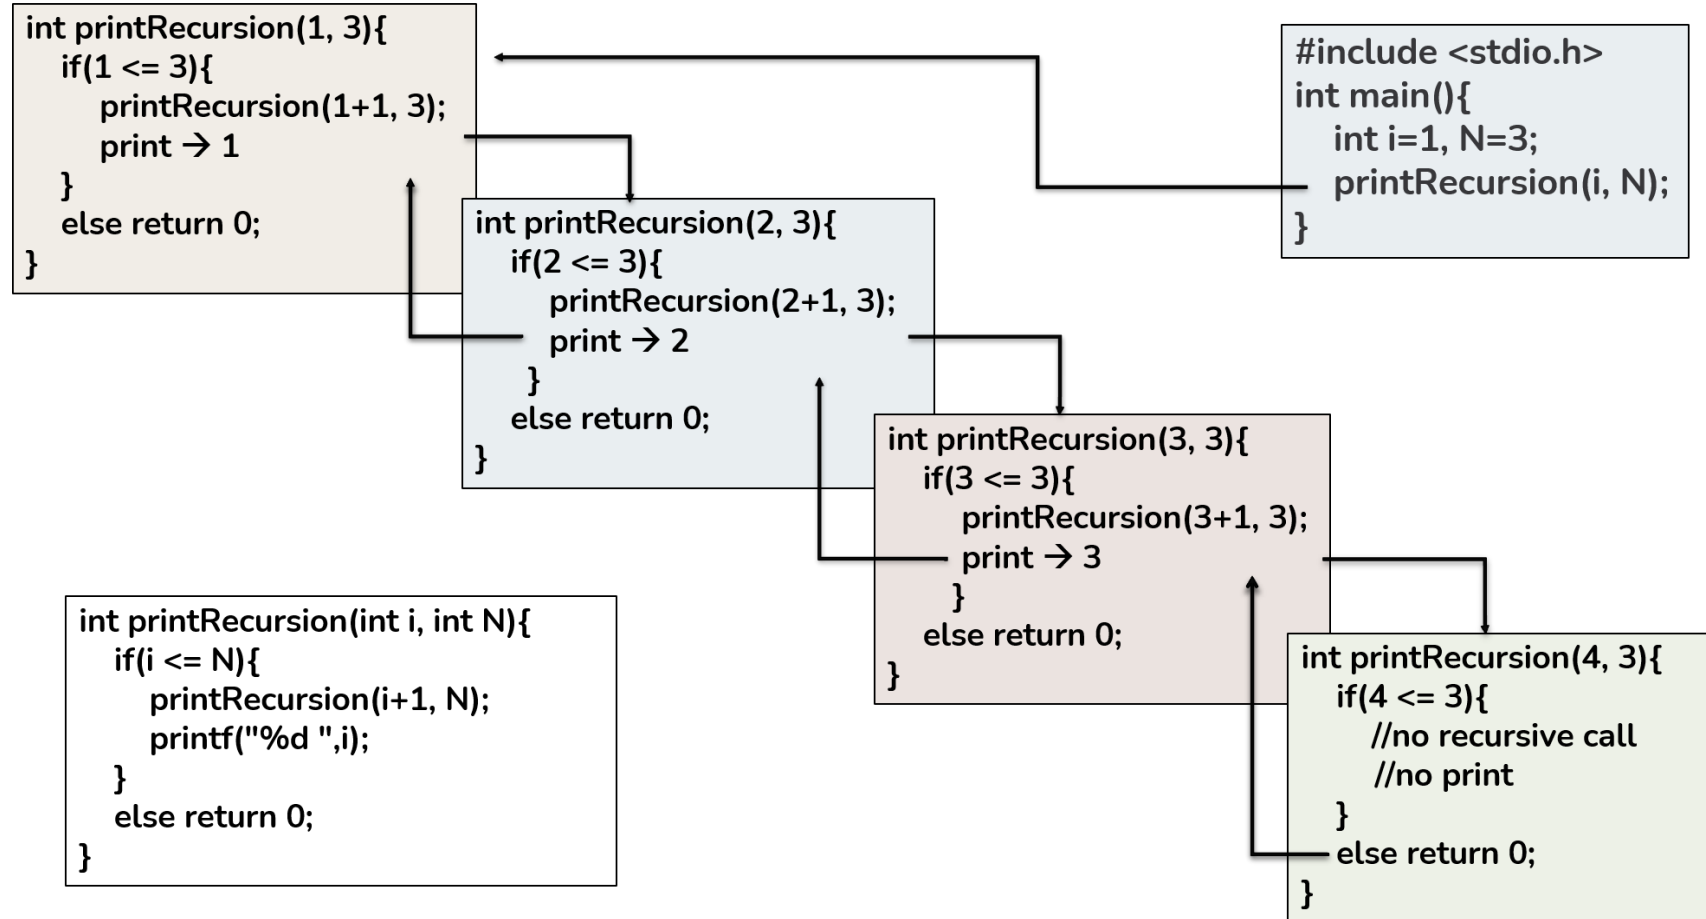 int printRecursion(1, 3){
if(1 <= 3){
printRecursion(1+1, 3);
print → 1
}
else return 0;
}
#include <stdio.h>
int main(){
int i=1, N=3;
printRecursion(i, N);
}
int printRecursion(2, 3){
if(2 <= 3){
printRecursion(2+1, 3);
print → 2
}
else return 0;
}
int printRecursion(3, 3){
if(3 <= 3){
printRecursion(3+1, 3);
print → 3
}
else return 0;
}
int printRecursion(int i, int N){
if(i <= N){
printRecursion(i+1, N);
printf("%d ",i);
}
else return 0;
}
int printRecursion(4, 3){
if(4 <= 3){
//no recursive call
//no print
}
else return 0;
}